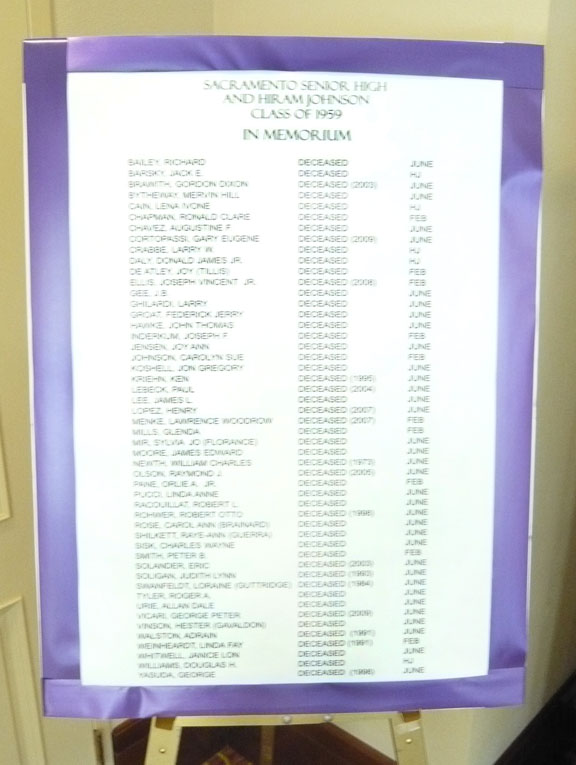 SACRAMENTO SENIOR HIGH
AND HIRAM JOHNSON
CLASS OF 1959
IN MEMORIUM
BAILEY, RICHARD DECEASED JUNE
BARSKY, JACK E. DECEASED HJ
GORDON DIXON DECEASED (2003) JUNE
BYTHEWAY, MERVIN HILL DECEASED JUNE
CAIN, LENA IVONE DECEASED HJ
CHAPMAN, RONALD CLARE DECEASED FEB
CHAVEZ, AUGUSTINE F. DECEASED JUNE
CORTOPASSI, GARY EUGENE DECEASED (2009) JUNE
CRABBE, LARRY W. DECEASED HJ
DALY, DONALD JAMES JR. DECEASED HJ
DE ATLEY, JOY (TILLIS) DECEASED FEB
ELLIS, JOSEPH VINCENT JR. DECEASED (2008) FEB
GEE, J.B. DECEASED JUNE
GHILARDI, LARRY DECEASED JUNE
GROAT, FEDERICK JERRY DECEASED JUNE
HAWKE, JOHN THOMAS DECEASED JUNE
INDERKUM, JOSEPH F. DECEASED FEB
JENSEN, JOY ANN DECEASED JUNE
JOHNSON, CAROLYN SUE DECEASED FEB
KOSHELL, JON GREGORY DECEASED JUNE
KRIEHN, KEN DECEASED (1995) JUNE
LEBECK, PAUL DECEASED (2004) JUNE
LEE, JAMES L. DECEASED JUNE
LOPEZ, HENRY DECEASED (2007) JUNE
MENKE, LAWRENCE WOODROW DECEASED (2007) FEB
MILLS, GLENDA DECEASED FEB
MIR, SYLVIA JO (FLORANCE) DECEASED JUNE
MOORE, JAMES EDWARD DECEASED JUNE
NEWTH, WILLIAM CHARLES DECEASED (1973) JUNE
OLSON, RAYMOND J. DECEASED (2005) JUNE
PANE, ORLIE A. JR. DECEASED FEB
PUCCI, LINDA ANNE DECEASED JUNE
RACOUILLAT, ROBERT L. DECEASED JUNE
ROHWER, ROBERT OTTO DECEASED (1998) JUNE
ROSE, CAROL ANN (BRAINARD) DECEASED JUNE
SHILKETT, RAYE-ANN (GUERRA) DECEASED JUNE
SISK, CHARLES WAYNE DECEASED JUNE
SMITH, PETER B. DECEASED FEB
SOLANDER, ERIC DECEASED (2003) JUNE
SOLIGAN, JUDITH LYNN DECEASED (1993) JUNE
SWANFELDT, LORAINE (GUTTRIDGE) DECEASED (1984) JUNE
TYLER, ROGER A. DECEASED JUNE
URIE, ALLAN DALE DECEASED JUNE
VICARI, GEORGE PETER DECEASED (2009) JUNE
VINSON, HESTER (GAVALDON) DECEASED JUNE
WALSTON, ADRAIN DECEASED (1991) JUNE
WEINHEARDT, LINDA FAY DECEASED (1991) FEB
WHITWELL, JANICE LON DECEASED JUNE
WILLIAMS, DOUGLAS H. DECEASED HJ
YASUDA, GEORGE DECEASED (1998) JUNE